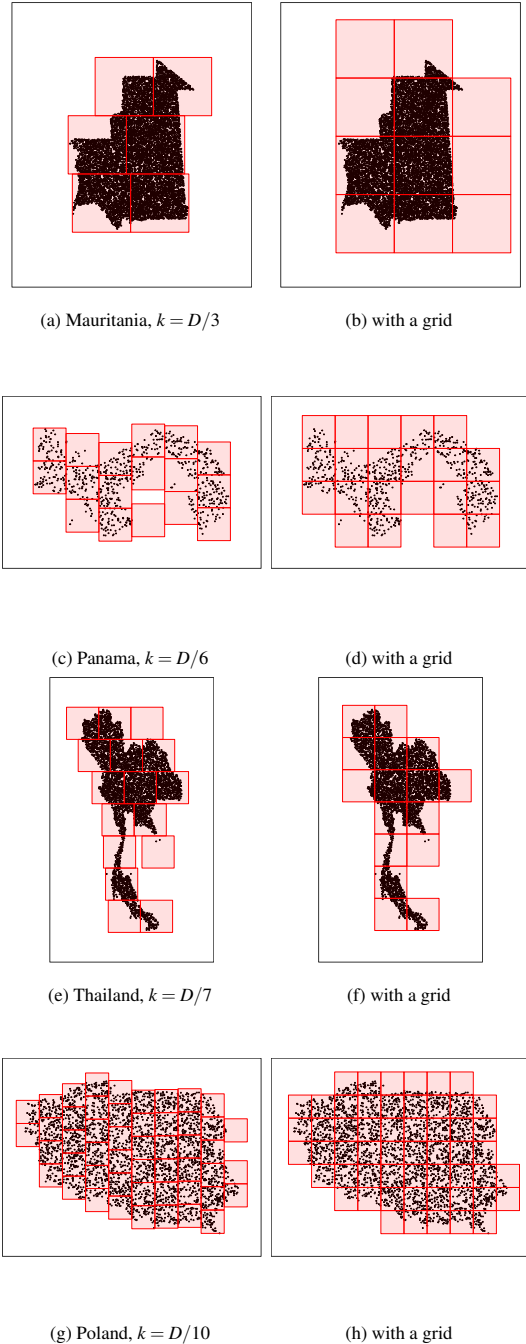 (a) Mauritania, k = D/3
(b) with a grid
(c) Panama, k = D/6
(d) with a grid
(e) Thailand, k = D/7
(f) with a grid
(g) Poland, k = D/10
(h) with a grid